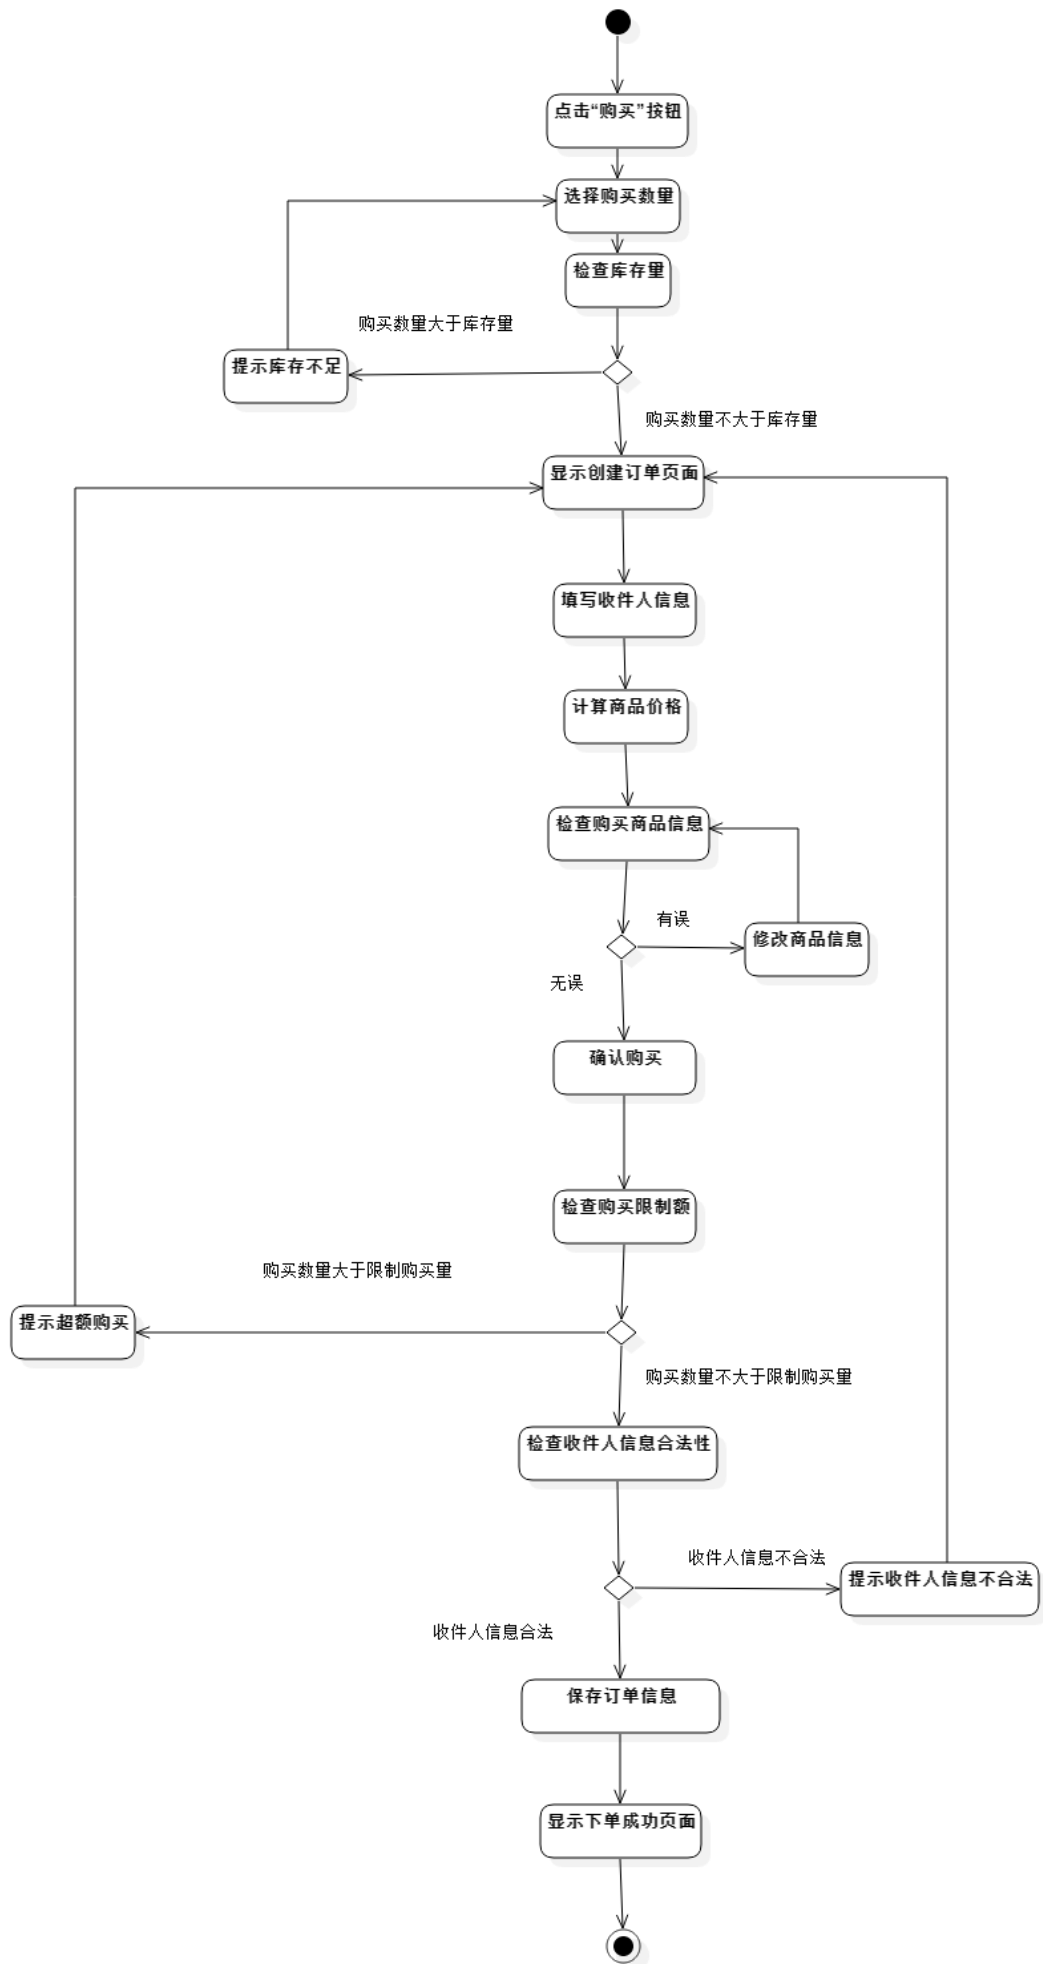 点击“购买”按钮
选择购买数量
检查库存量
购买数量大于库存量
提示库存不足
购买数量不大于库存量
显示创建订单页面
填写收件人信息
计算商品价格
检查购买商品信息
有误
修改商品信息
无误
确认购买
检查购买限制额
购买数量大于限制购买量
提示超额购买
购买数量不大于限制购买量
检查收件人信息合法性
收件人信息不合法
提示收件人信息不合法
收件人信息合法
保存订单信息
显示下单成功页面